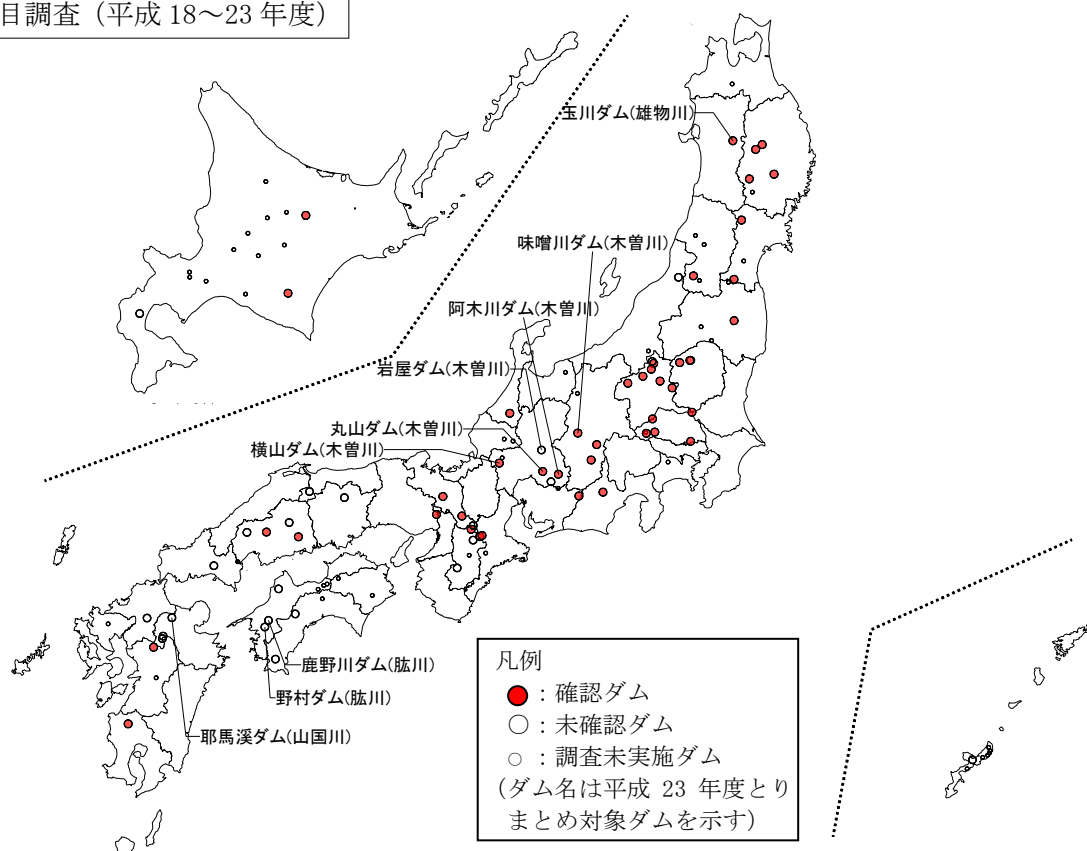 目調査（平成 18～23 年度）
玉川ダム(雄物川)
味噌川ダム(木曽川)
阿木川ダム(木曽川)
岩屋ダム(木曽川)
丸山ダム(木曽川)
横山ダム(木曽川)
鹿野川ダム(肱川)
野村ダム(肱川)
耶馬溪ダム(山国川)
凡例
：確認ダム
：未確認ダム
：調査未実施ダム
(ダム名は平成 23 年度とり
まとめ対象ダムを示す)